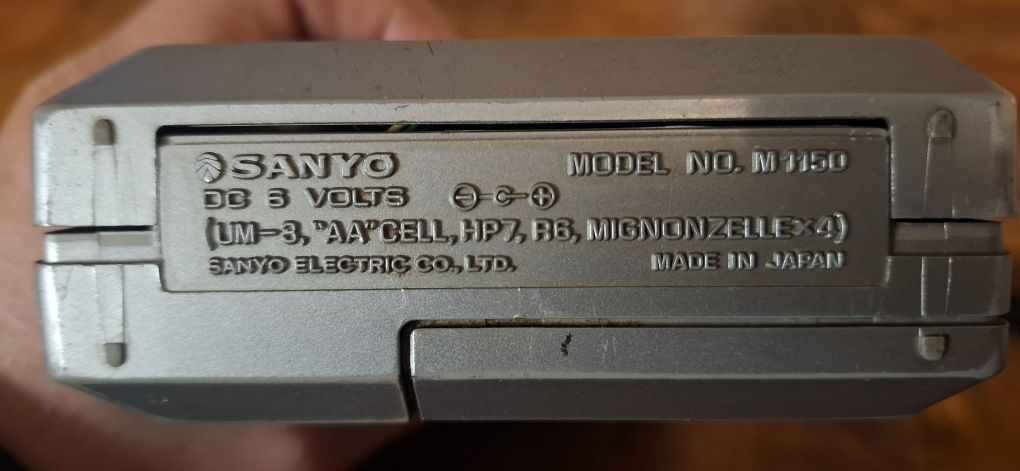 SANYO MODEL NO. M-1150
DC 6 VOLTS ⊖-C-⊕
(UM-3, "AA"CELL, HP7, R6, MIGNONZELLE×4)
SANYO ELECTRIC CO., LTD. MADE IN JAPAN